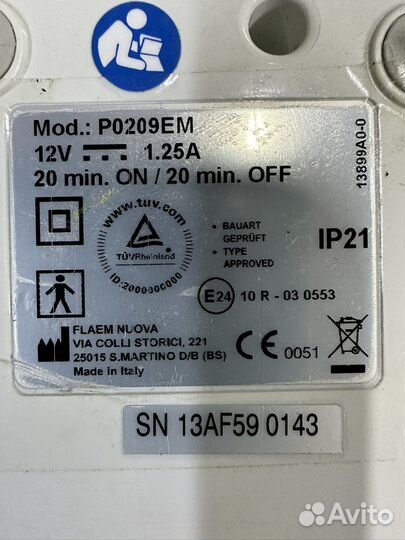 Mod.: P0209EM
12V 1.25A
20 min. ON / 20 min. OFF
13899A0-0
www.tuv.com
TÜVRheinland
ID:2000000000
• BAUART
GEPRÜFT
• TYPE
APPROVED
IP21
E24 10 R - 03 0553
FLAEM NUOVA
VIA COLLI STORICI, 221
25015 S.MARTINO D/B (BS)
Made in Italy
CE 0051
SN 13AF59 0143
Avito